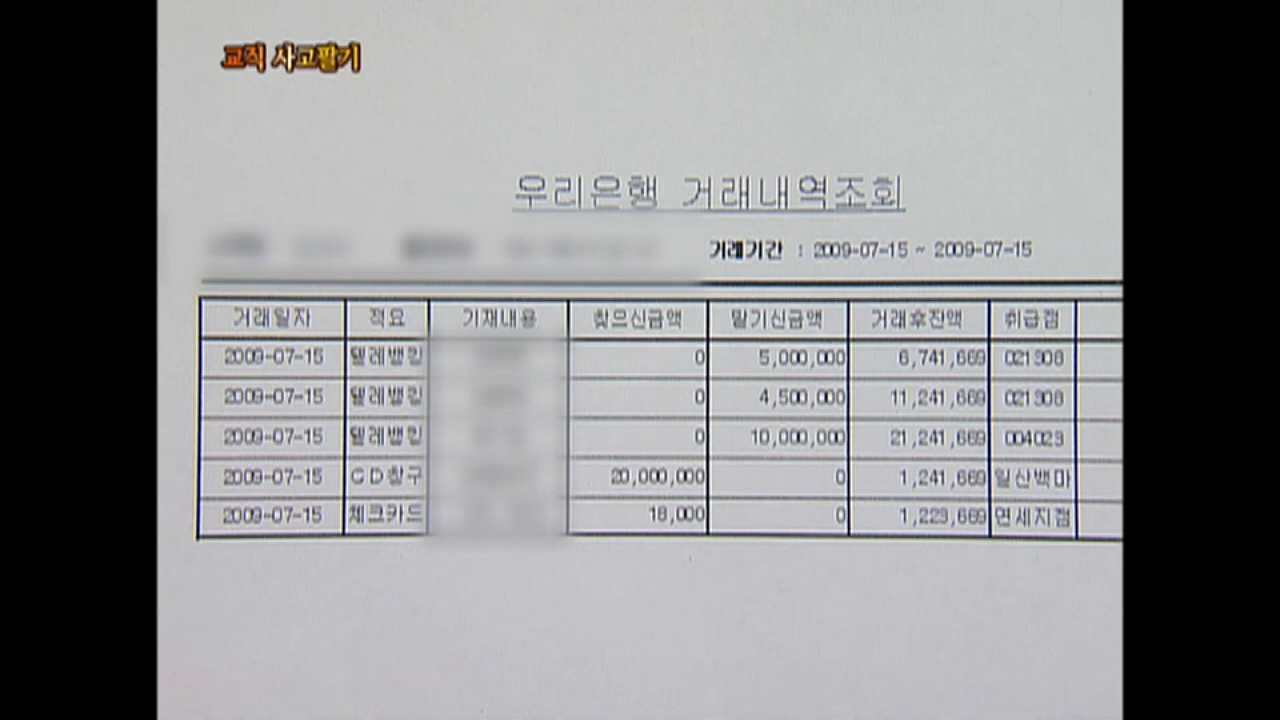 교직 사고팔기
우리은행 거래내역조회
거래기간 : 2009-07-15 ~ 2009-07-15
거래일자 적요 기재내용 찾으신금액 맡기신금액 거래후잔액 취급점
2009-07-15 텔레뱅킹 0 5,000,000 6,741,669 021308
2009-07-15 텔레뱅킹 0 4,500,000 11,241,669 021308
2009-07-15 텔레뱅킹 0 10,000,000 21,241,669 004023
2009-07-15 CD창구 20,000,000 0 1,241,669 일산백마
2009-07-15 체크카드 18,000 0 1,223,669 연세지점